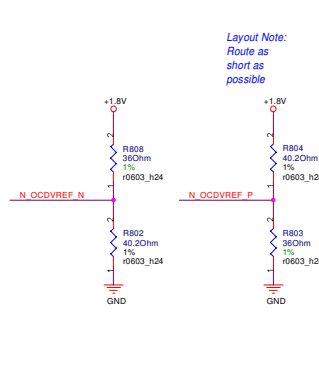 Layout Note:
Route as
short as
possible
+1.8V
+1.8V
2
R808
36Ohm
1%
r0603_h24
1
2
R804
40.2Ohm
1%
r0603_h2
1
N_OCDVREF_N
N_OCDVREF_P
2
R802
40.2Ohm
1%
r0603_h24
1
2
R803
36Ohm
1%
r0603_h2
1
GND
GND